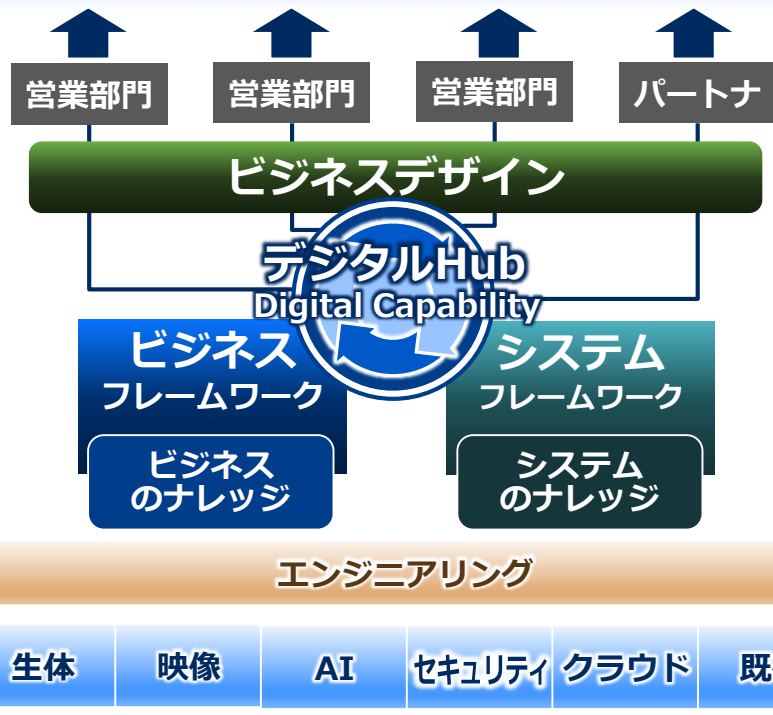 営業部門
営業部門
営業部門
パートナ
ビジネスデザイン
デジタルHub
Digital Capability
ビジネス
フレームワーク
システム
フレームワーク
ビジネス
のナレッジ
システム
のナレッジ
エンジニアリング
生体
映像
AI
セキュリティ
クラウド
既